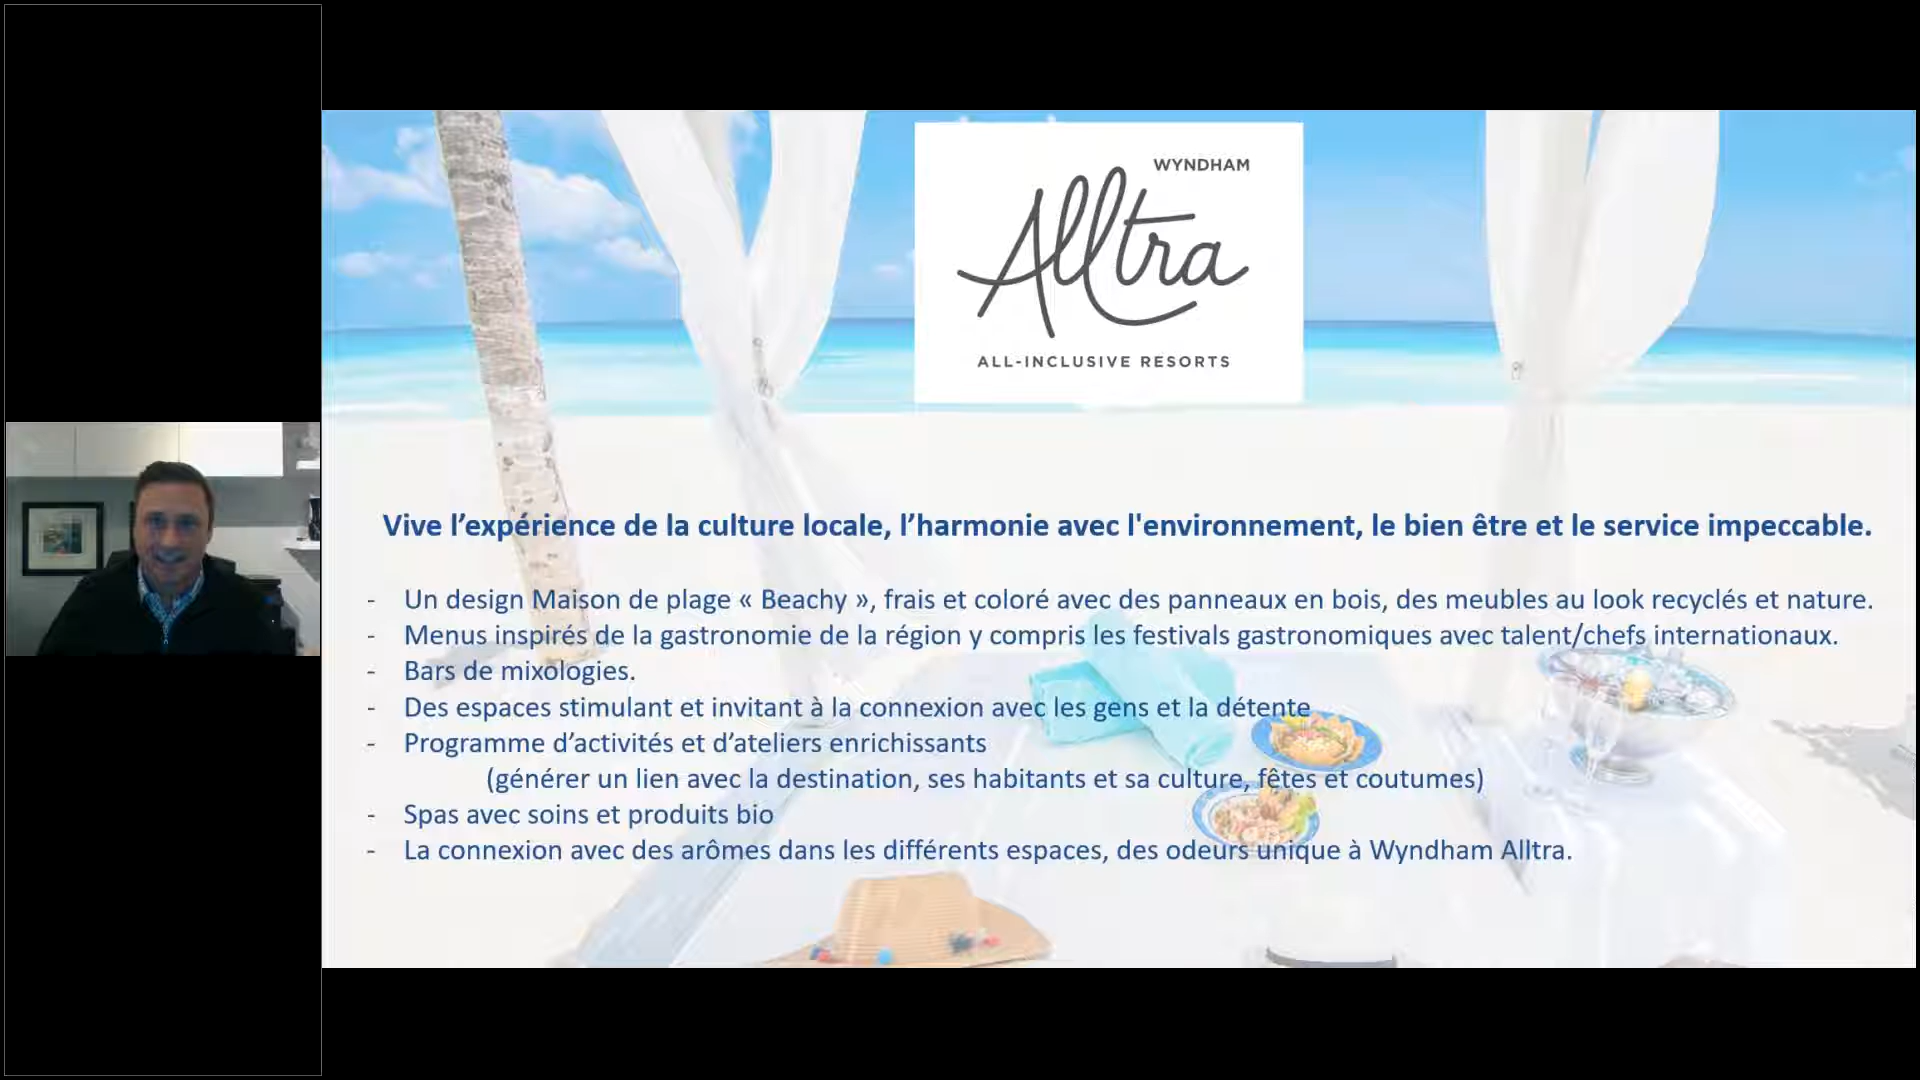 WYNDHAM
Alltra
ALL-INCLUSIVE RESORTS
Vive l’expérience de la culture locale, l’harmonie avec l'environnement, le bien être et le service impeccable.
- Un design Maison de plage « Beachy », frais et coloré avec des panneaux en bois, des meubles au look recyclés et nature.
- Menus inspirés de la gastronomie de la région y compris les festivals gastronomiques avec talent/chefs internationaux.
- Bars de mixologies.
- Des espaces stimulant et invitant à la connexion avec les gens et la détente
- Programme d’activités et d’ateliers enrichissants
(générer un lien avec la destination, ses habitants et sa culture, fêtes et coutumes)
- Spas avec soins et produits bio
- La connexion avec des arômes dans les différents espaces, des odeurs unique à Wyndham Alltra.